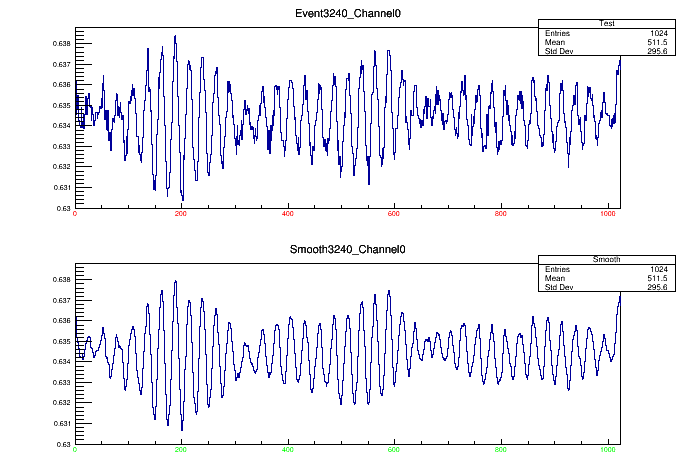 Event3240_Channel0
Test
Entries 1024
Mean 511.5
Std Dev 295.6
0.638
0.637
0.636
0.635
0.634
0.633
0.632
0.631
0.63
0 200 400 600 800 1000
Smooth3240_Channel0
Smooth
Entries 1024
Mean 511.5
Std Dev 295.6
0.638
0.637
0.636
0.635
0.634
0.633
0.632
0.631
0.63
0 200 400 600 800 1000